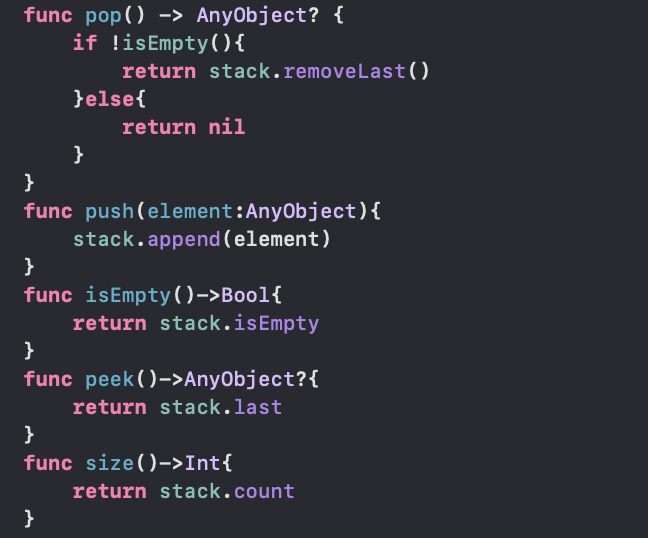 func pop() -> AnyObject? {
    if !isEmpty(){
        return stack.removeLast()
    }else{
        return nil
    }
}
func push(element:AnyObject){
    stack.append(element)
}
func isEmpty()->Bool{
    return stack.isEmpty
}
func peek()->AnyObject?{
    return stack.last
}
func size()->Int{
    return stack.count
}